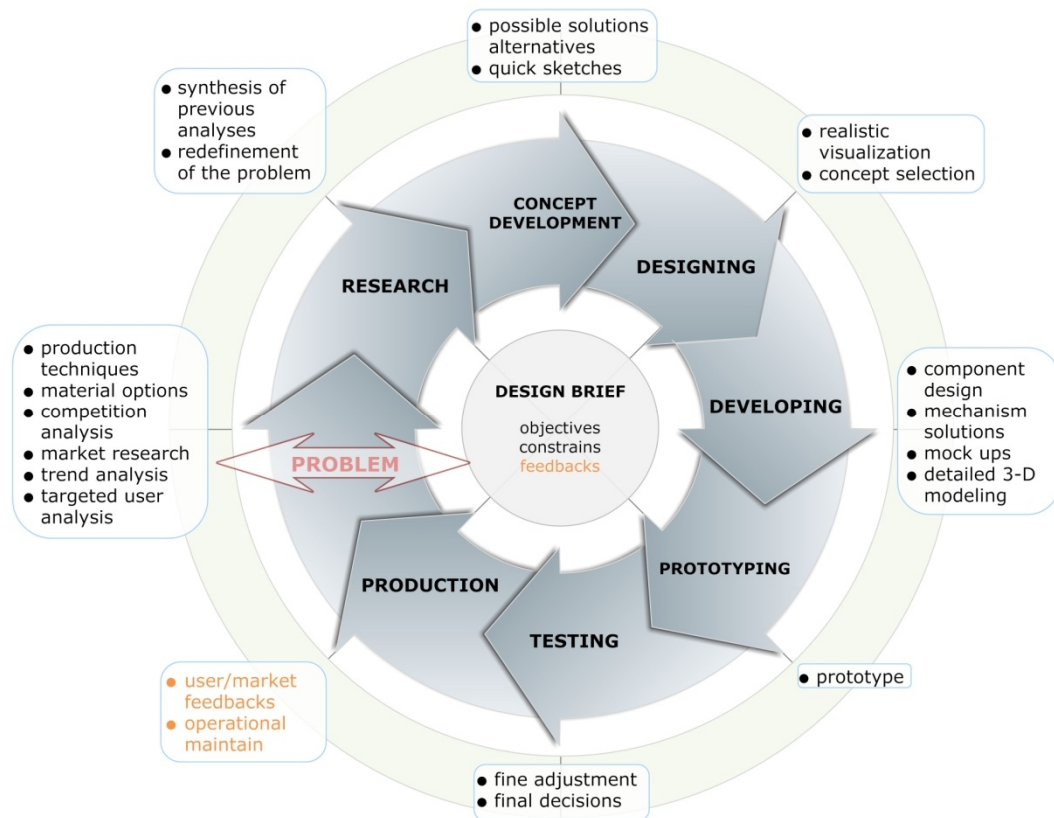 ● possible solutions
alternatives
● quick sketches
● synthesis of
previous
analyses
● redefinement
of the problem
● realistic
visualization
● concept selection
CONCEPT
DEVELOPMENT
DESIGNING
RESEARCH
● production
techniques
● material options
● competition
analysis
● market research
● trend analysis
● targeted user
analysis
DESIGN BRIEF
objectives
constrains
feedbacks
DEVELOPING
● component
design
● mechanism
solutions
● mock ups
● detailed 3-D
modeling
PROBLEM
PRODUCTION
TESTING
PROTOTYPING
● user/market
feedbacks
● operational
maintain
● prototype
● fine adjustment
● final decisions